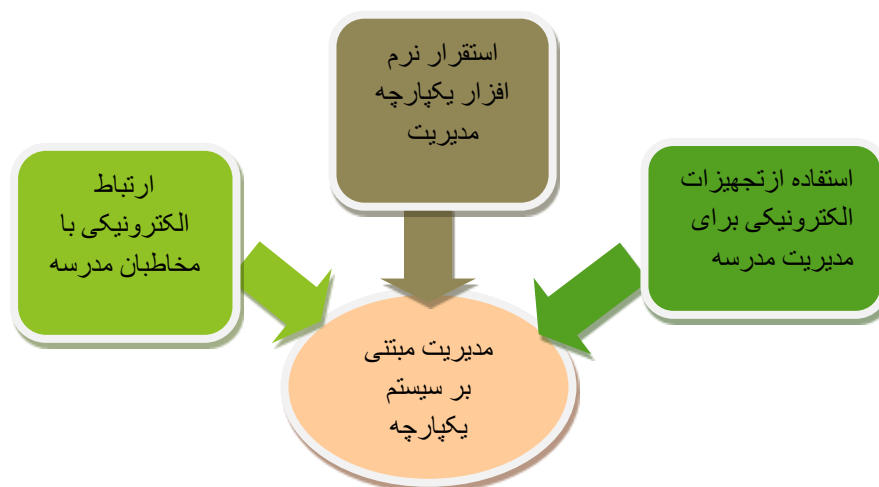 استقرار نرم
افزار یکپارچه
مدیریت
استفاده ازتجهیزات
الکترونیکی برای
مدیریت مدرسه
ارتباط
الکترونیکی با
مخاطبان مدرسه
مدیریت مبتنی
بر سیستم
یکپارچه